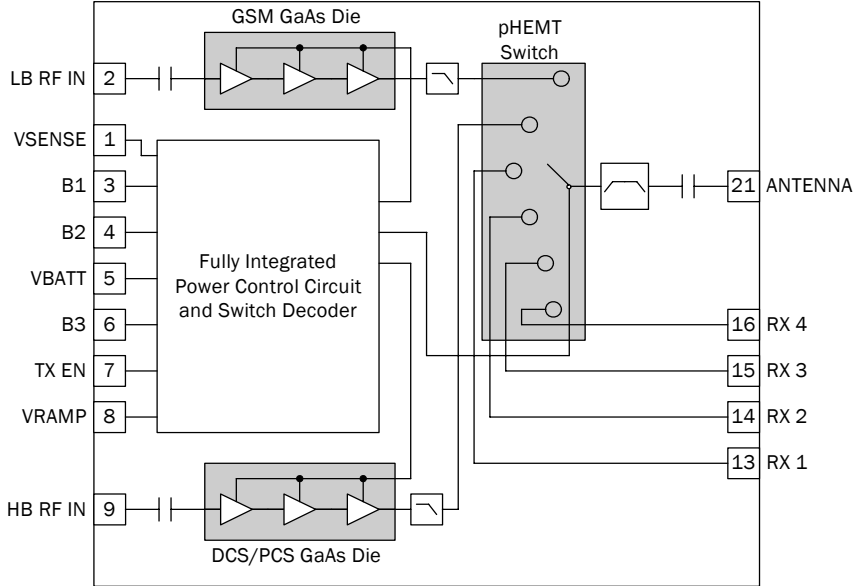 GSM GaAs Die
pHEMT
Switch
LB RF IN 2
VSENSE 1
B1 3
B2 4
VBATT 5
B3 6
TX EN 7
VRAMP 8
HB RF IN 9
Fully Integrated
Power Control Circuit
and Switch Decoder
21 ANTENNA
16 RX 4
15 RX 3
14 RX 2
13 RX 1
DCS/PCS GaAs Die